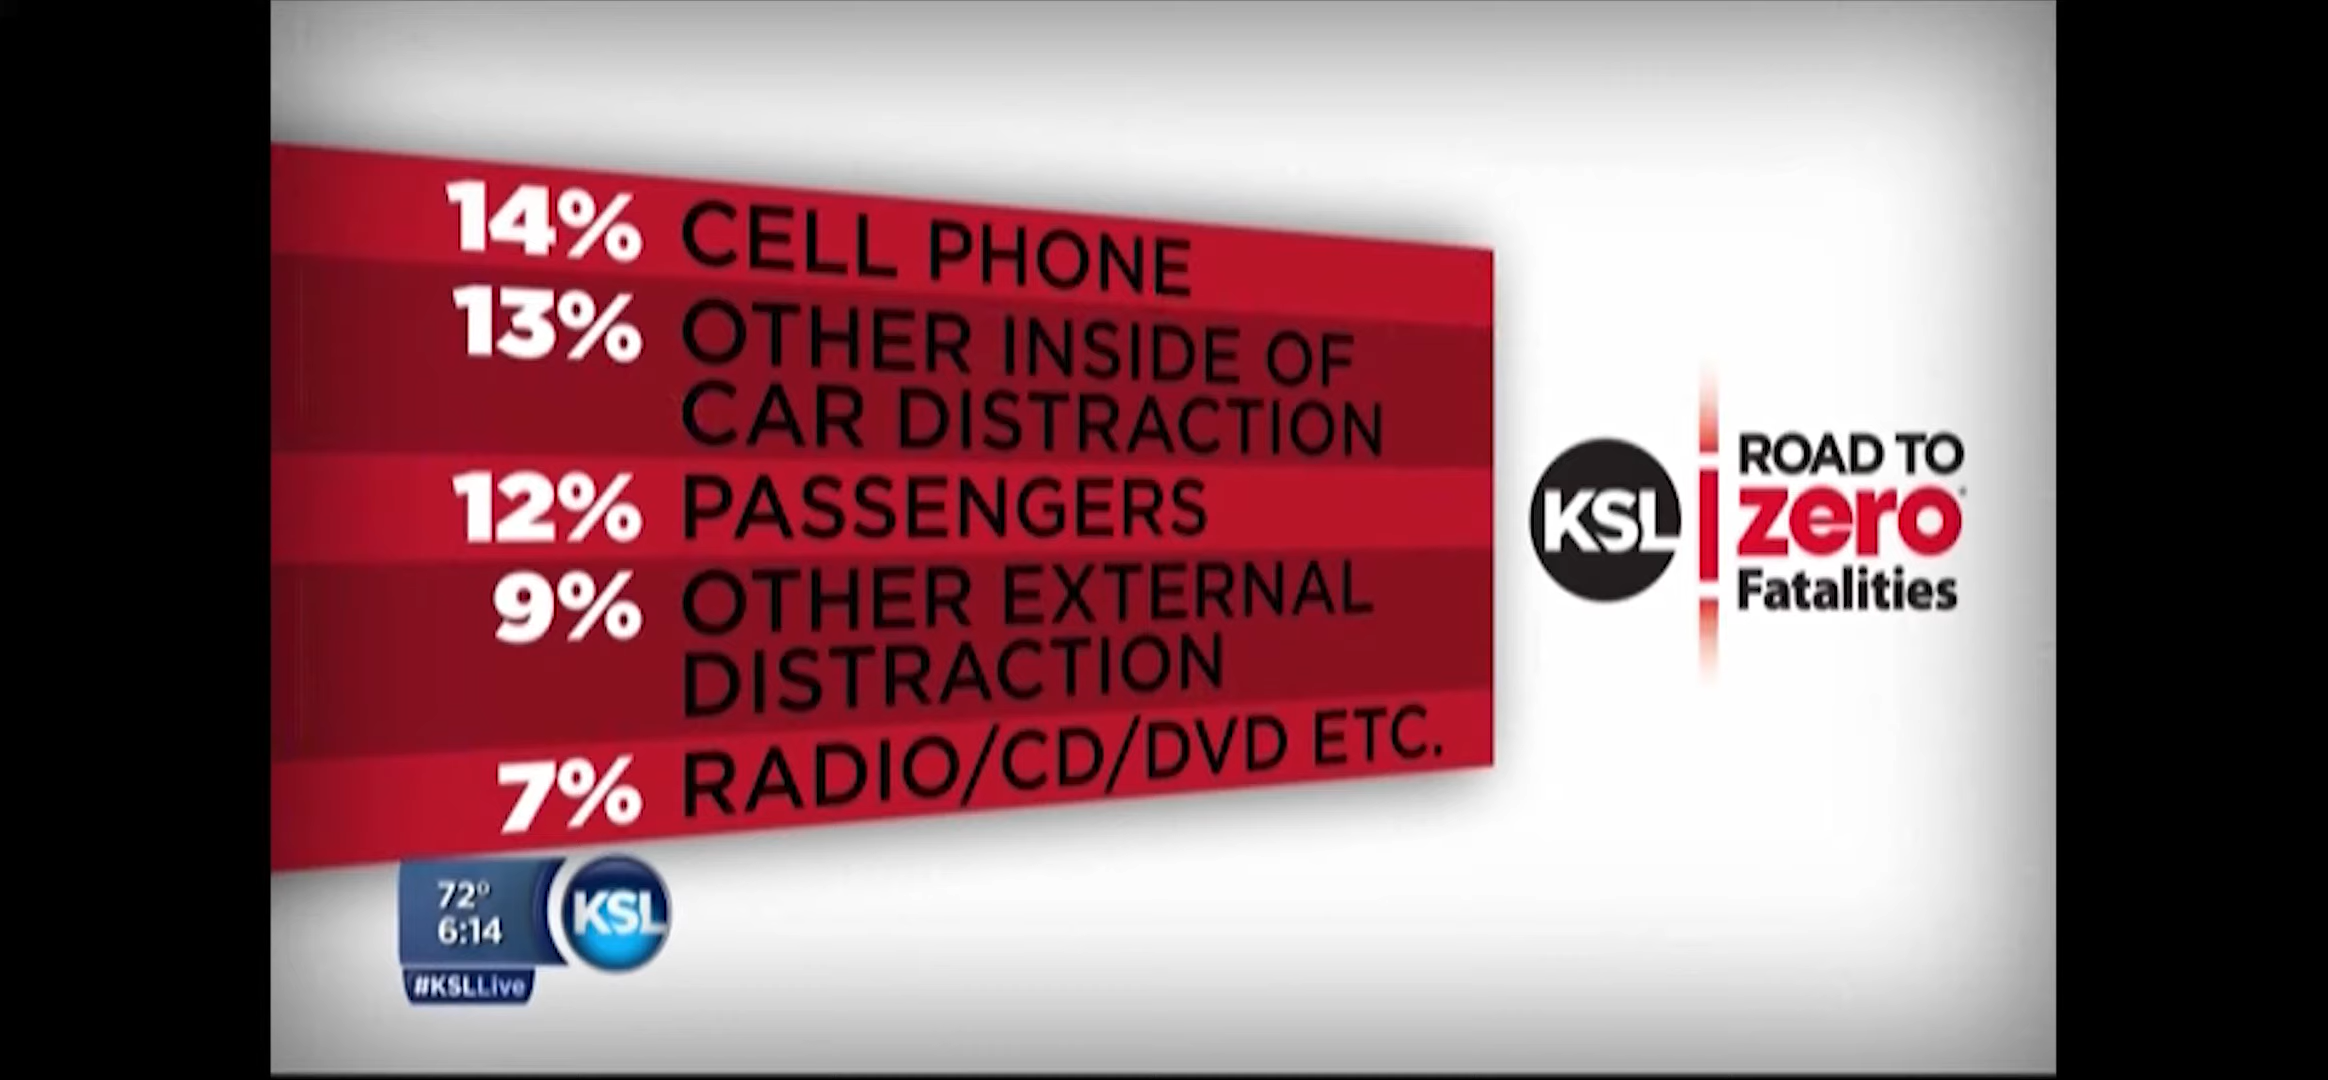 14% CELL PHONE
13% OTHER INSIDE OF
CAR DISTRACTION
12% PASSENGERS
9% OTHER EXTERNAL
DISTRACTION
7% RADIO/CD/DVD ETC.
KSL
ROAD TO
zero
Fatalities
72°
6:14
KSL
#KSLLive